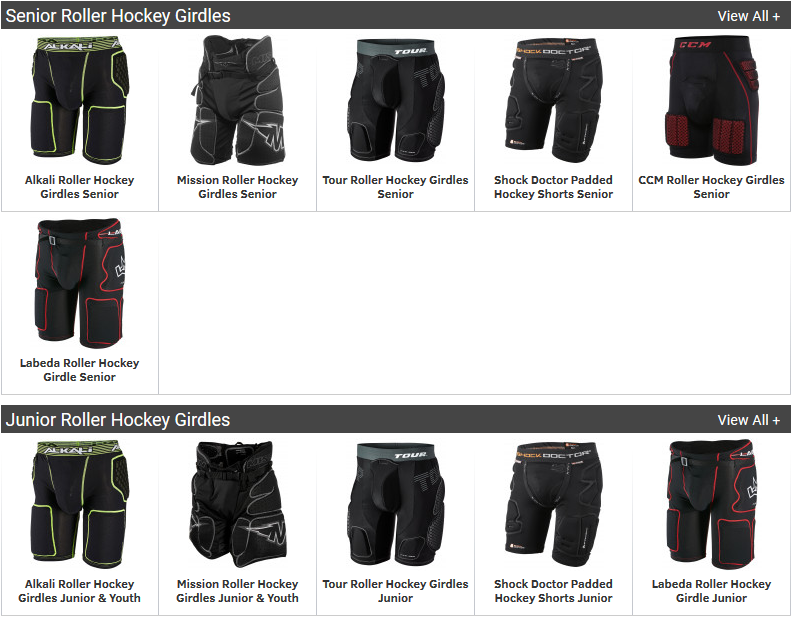 Senior Roller Hockey Girdles View All +
ALKALI
TOUR
SHOCK DOCTOR
CCM
Alkali Roller Hockey
Girdles Senior
Mission Roller Hockey
Girdles Senior
Tour Roller Hockey Girdles
Senior
Shock Doctor Padded
Hockey Shorts Senior
CCM Roller Hockey Girdles
Senior
Labeda Roller Hockey
Girdle Senior
Junior Roller Hockey Girdles View All +
ALKALI
TOUR
SHOCK DOCTOR
Alkali Roller Hockey
Girdles Junior & Youth
Mission Roller Hockey
Girdles Junior & Youth
Tour Roller Hockey Girdles
Junior
Shock Doctor Padded
Hockey Shorts Junior
Labeda Roller Hockey
Girdle Junior